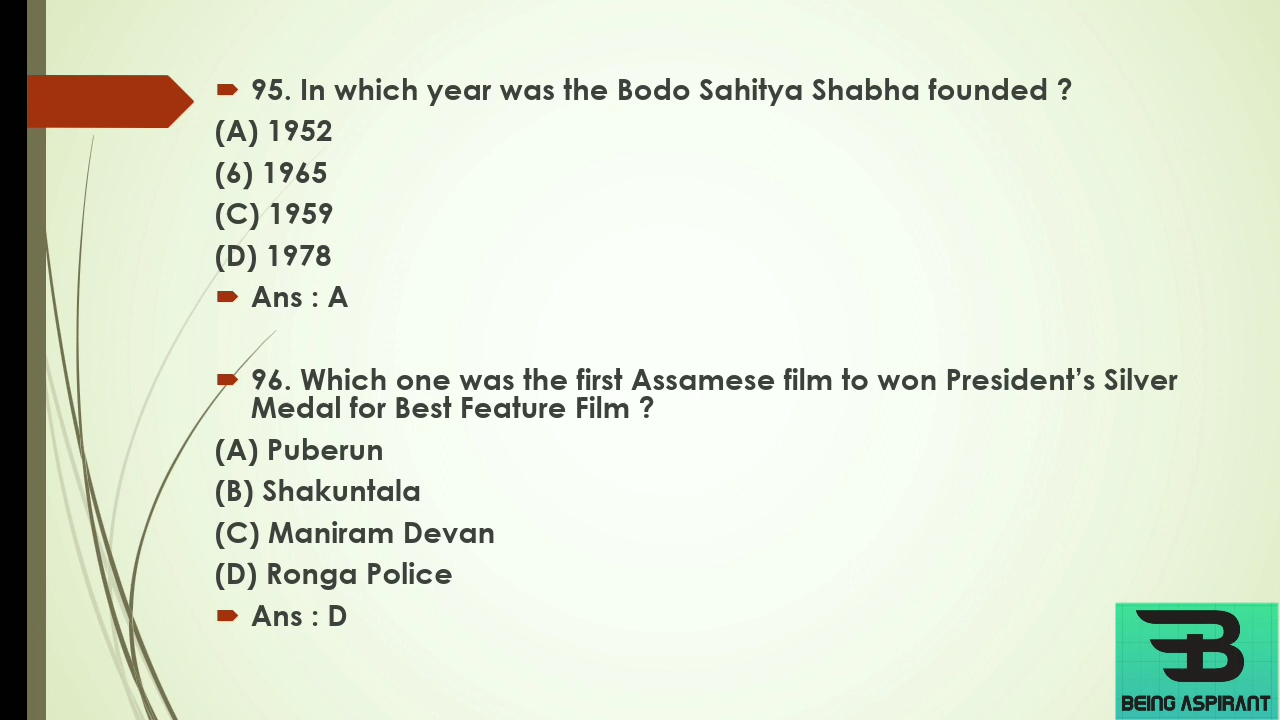 95. In which year was the Bodo Sahitya Shabha founded ?
(A) 1952
(6) 1965
(C) 1959
(D) 1978
Ans : A
96. Which one was the first Assamese film to won President’s Silver
Medal for Best Feature Film ?
(A) Puberun
(B) Shakuntala
(C) Maniram Devan
(D) Ronga Police
Ans : D
BEING ASPIRANT